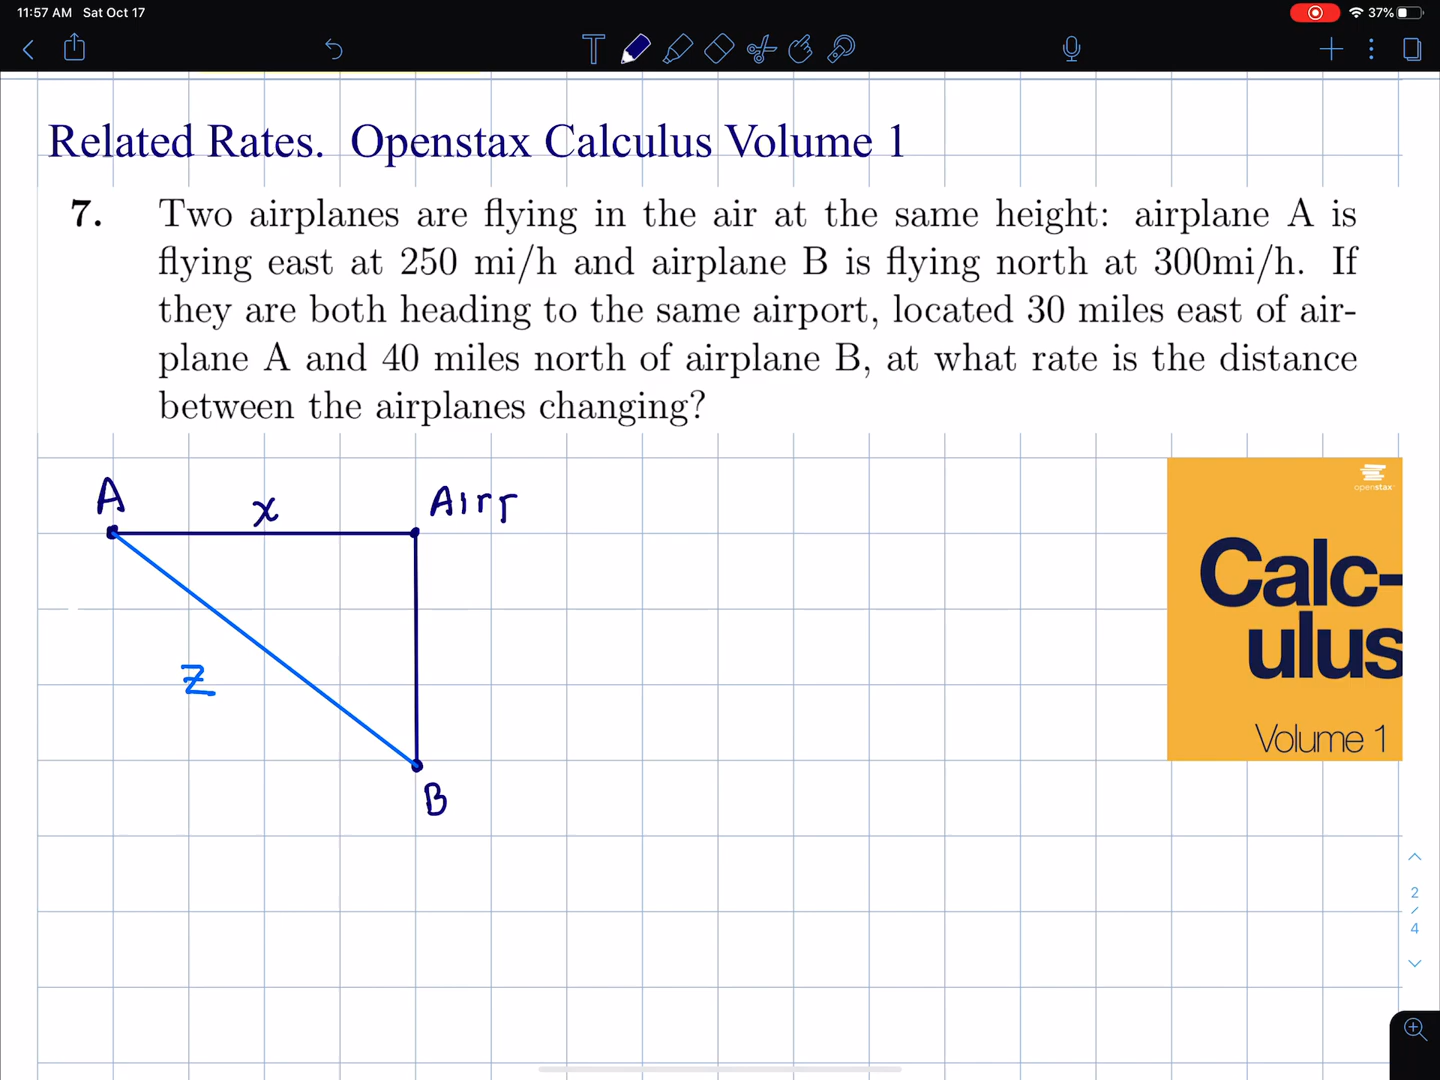 11:57 AM Sat Oct 17
37%
Related Rates. Openstax Calculus Volume 1
7. Two airplanes are flying in the air at the same height: airplane A is
flying east at 250 mi/h and airplane B is flying north at 300mi/h. If
they are both heading to the same airport, located 30 miles east of air-
plane A and 40 miles north of airplane B, at what rate is the distance
between the airplanes changing?
A
x
z
B
openstax
Calc-
ulus
Volume 1
2
/
4